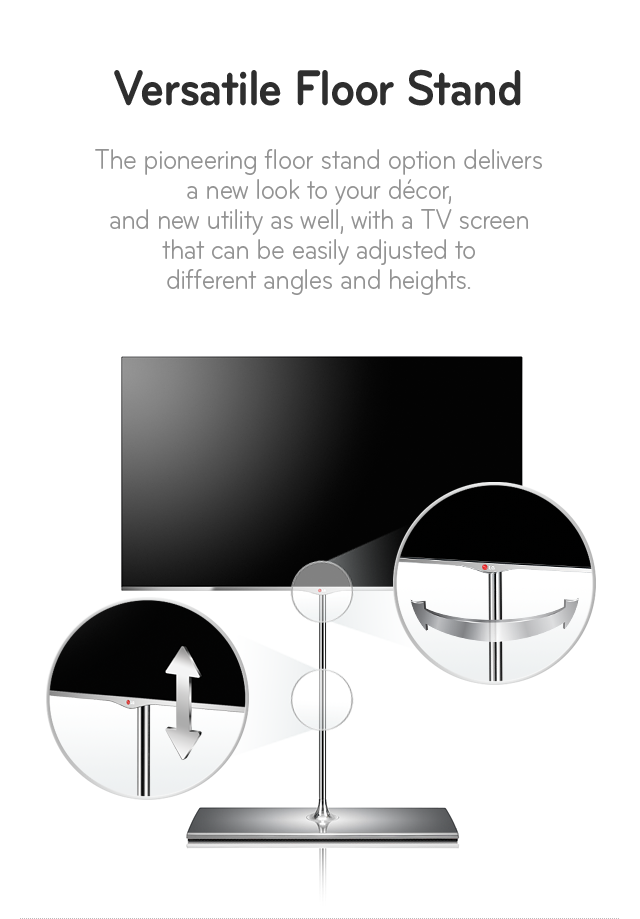 Versatile Floor Stand
The pioneering floor stand option delivers
a new look to your décor,
and new utility as well, with a TV screen
that can be easily adjusted to
different angles and heights.
LG